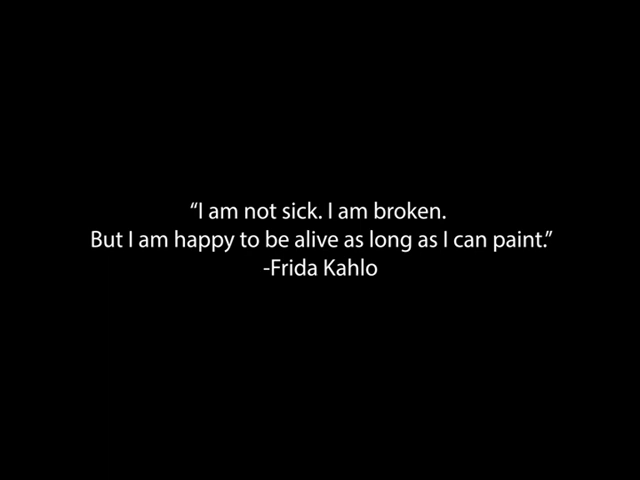 “I am not sick. I am broken.
But I am happy to be alive as long as I can paint.”
-Frida Kahlo